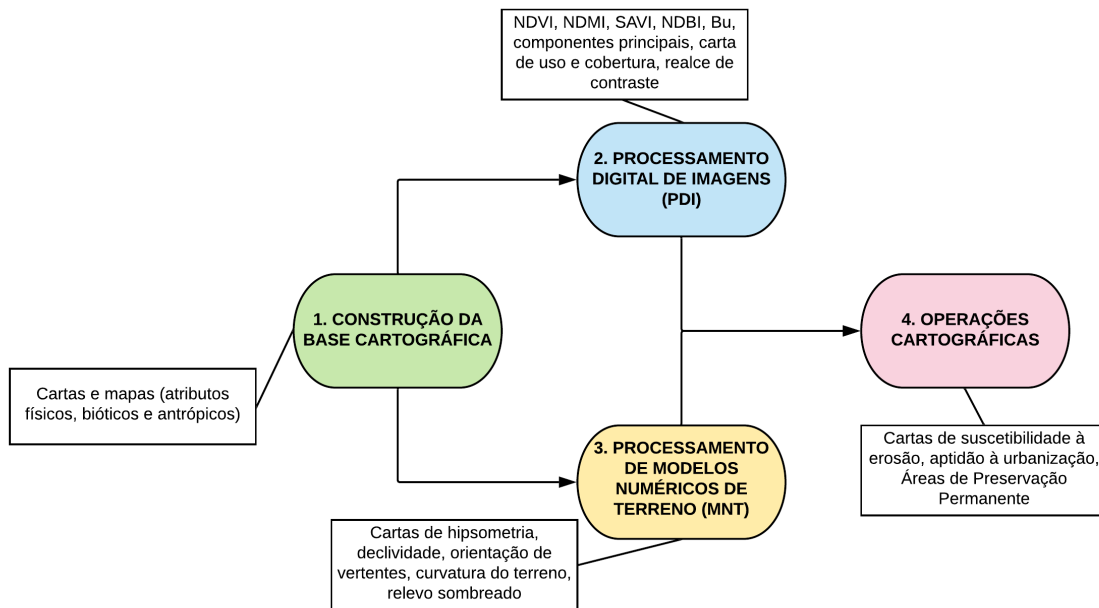 NDVI, NDMI, SAVI, NDBI, Bu,
componentes principais, carta
de uso e cobertura, realce de
contraste
2. PROCESSAMENTO
DIGITAL DE IMAGENS
(PDI)
1. CONSTRUÇÃO DA
BASE CARTOGRÁFICA
4. OPERAÇÕES
CARTOGRÁFICAS
Cartas e mapas (atributos
físicos, bióticos e antrópicos)
3. PROCESSAMENTO
DE MODELOS
NUMÉRICOS DE
TERRENO (MNT)
Cartas de suscetibilidade à
erosão, aptidão à urbanização,
Áreas de Preservação
Permanente
Cartas de hipsometria,
declividade, orientação de
vertentes, curvatura do terreno,
relevo sombreado